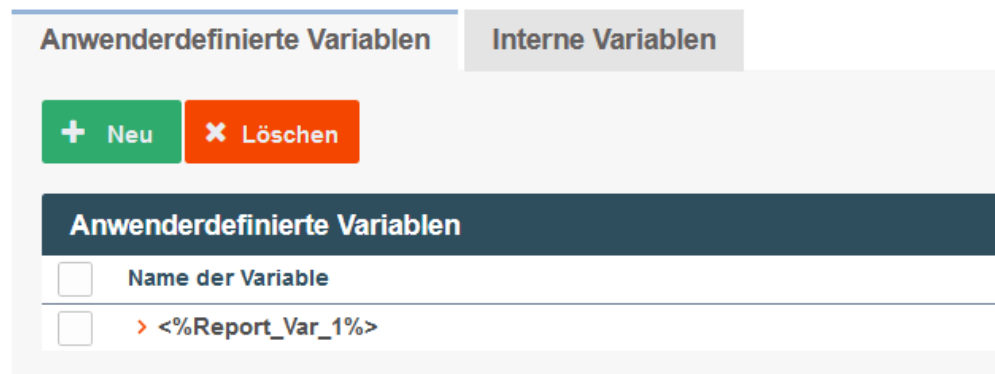 Anwenderdefinierte Variablen Interne Variablen
Neu Löschen
Anwenderdefinierte Variablen
Name der Variable
<%Report_Var_1%>